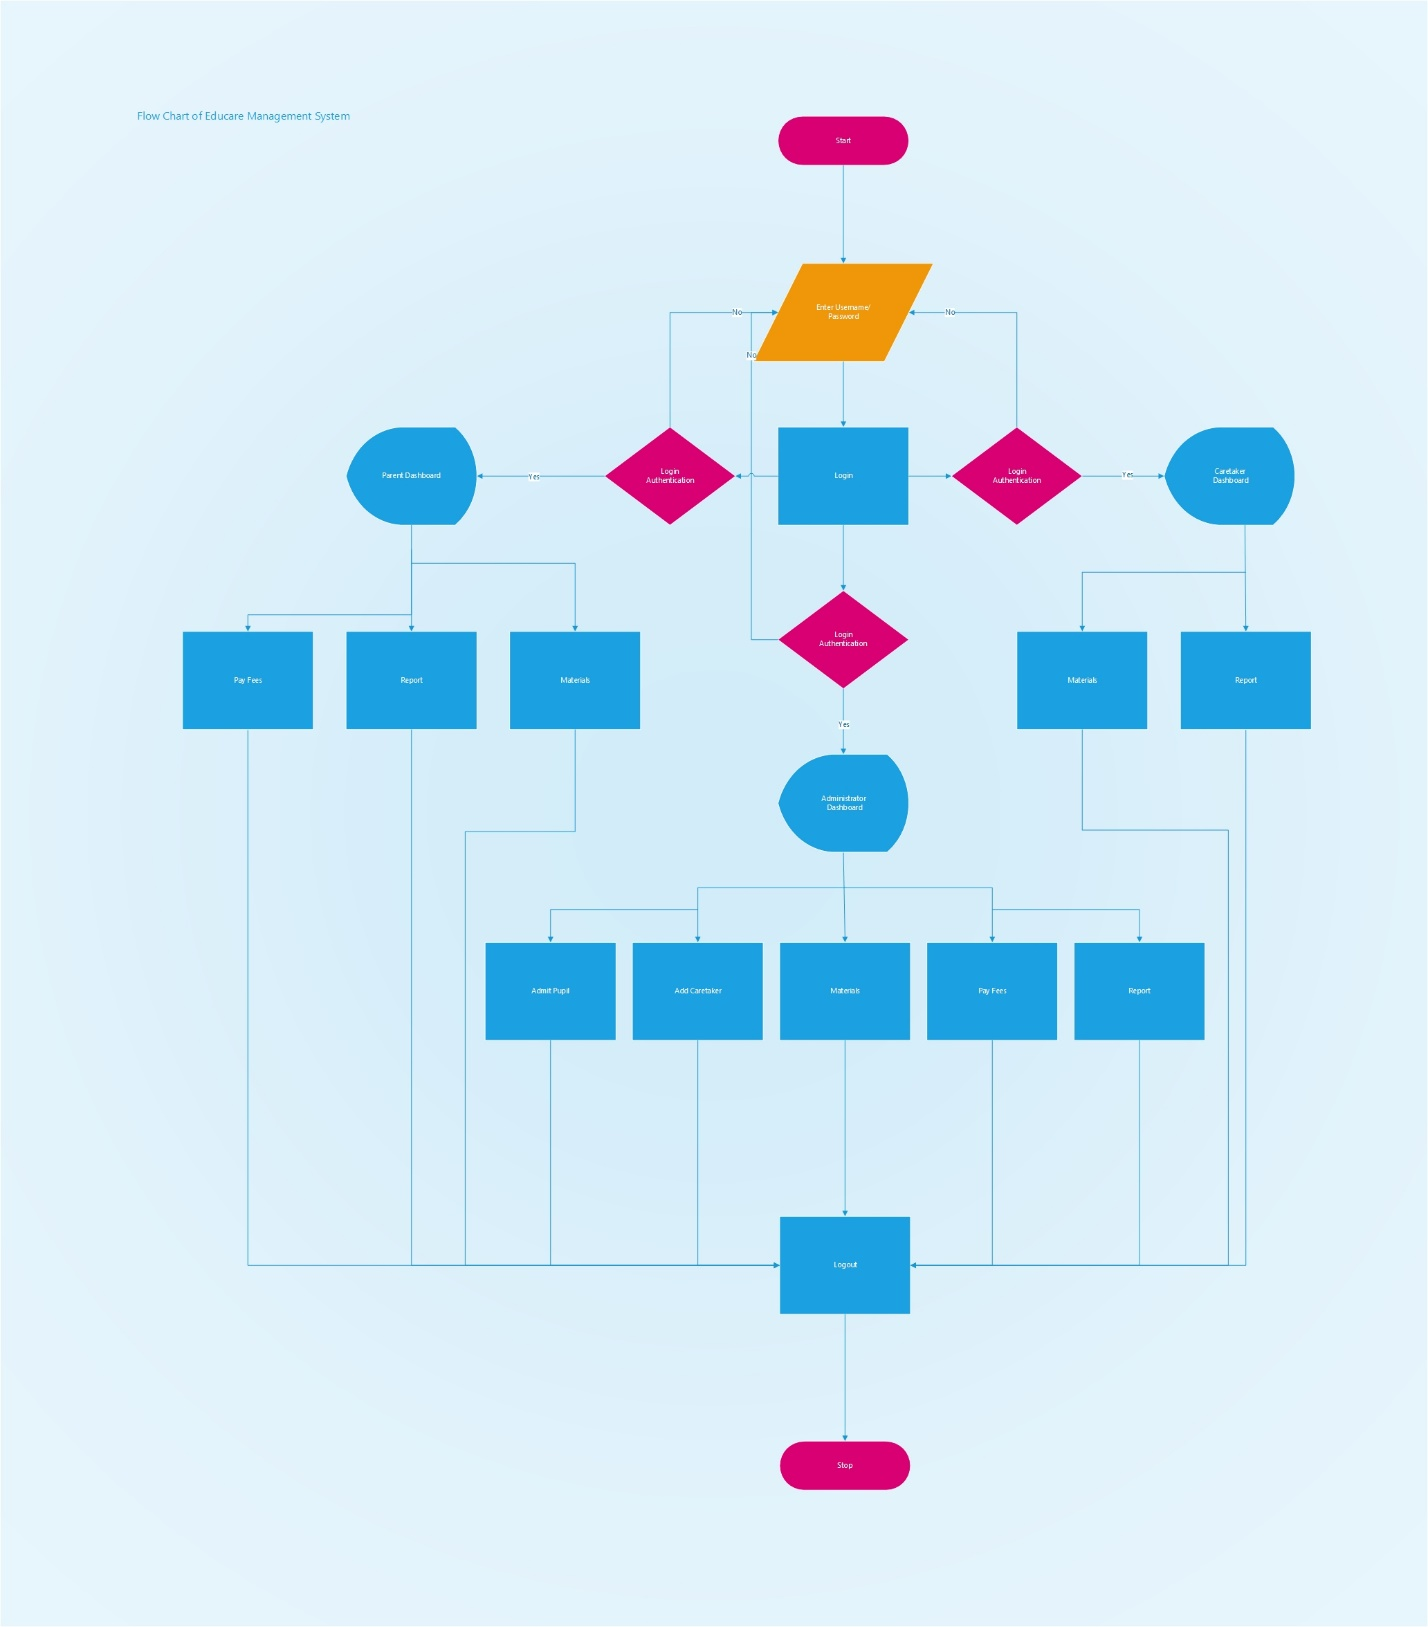 Flow Chart of Educare Management System
Start
Enter Username/
Password
No
No
No
Parent Dashboard
Yes
Login
Authentication
Login
Login
Authentication
Yes
Caretaker
Dashboard
Login
Authentication
Pay Fees
Report
Materials
Materials
Report
Yes
Administrator
Dashboard
Admit Pupil
Add Caretaker
Materials
Pay Fees
Report
Logout
Stop